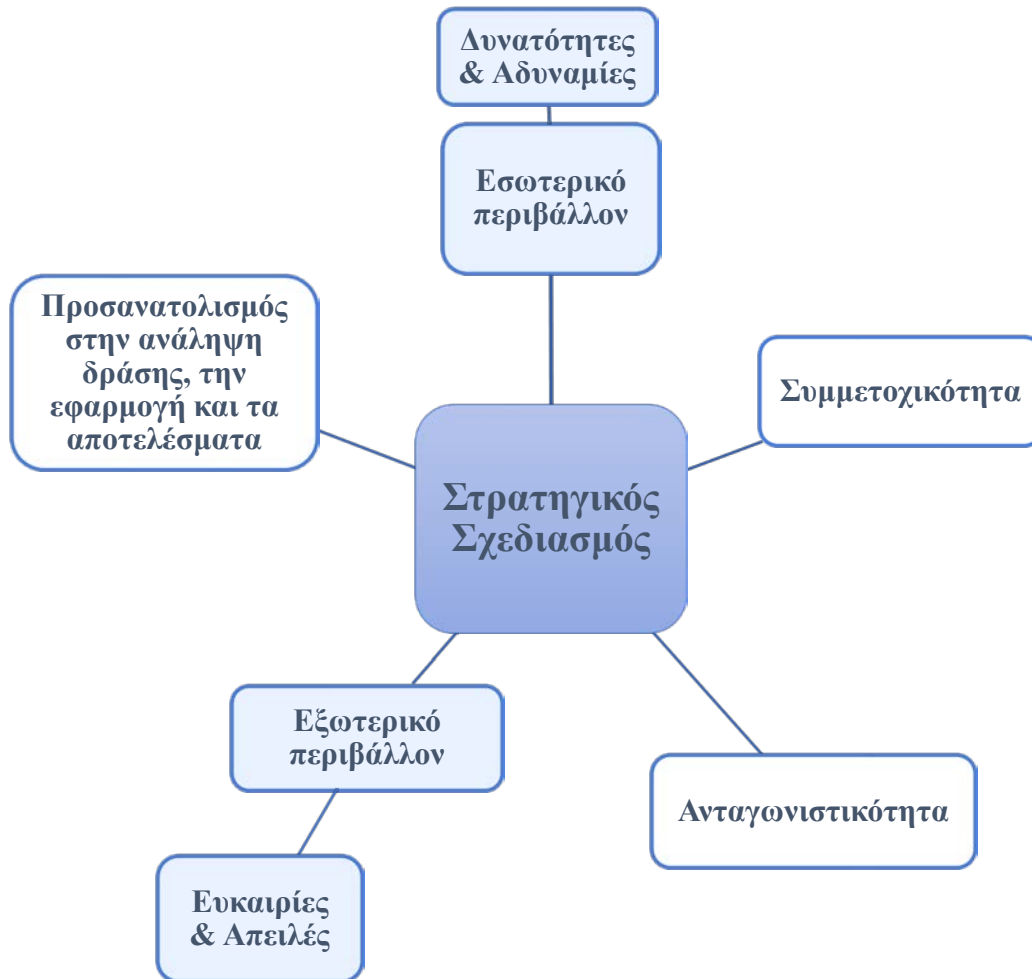 Δυνατότητες
& Αδυναμίες
Εσωτερικό
περιβάλλον
Προσανατολισμός
στην ανάληψη
δράσης, την
εφαρμογή και τα
αποτελέσματα
Συμμετοχικότητα
Στρατηγικός
Σχεδιασμός
Εξωτερικό
περιβάλλον
Ανταγωνιστικότητα
Ευκαιρίες
& Απειλές